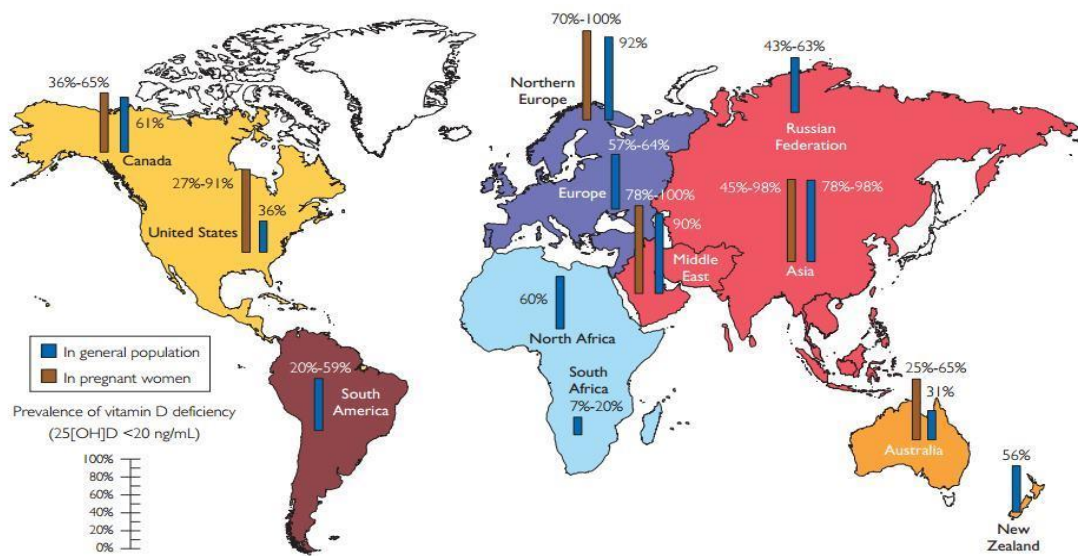 70%-100%
92%
Northern
Europe
43%-63%
Russian
Federation
36%-65%
61%
Canada
57%-64%
Europe
27%-91%
36%
United States
78%-100%
90%
Middle
East
45%-98%
78%-98%
Asia
60%
North Africa
South
Africa
7%-20%
In general population
In pregnant women
Prevalence of vitamin D deficiency
(25[OH]D <20 ng/mL)
100%
80%
60%
40%
20%
0%
20%-59%
South
America
25%-65%
31%
Australia
56%
New
Zealand